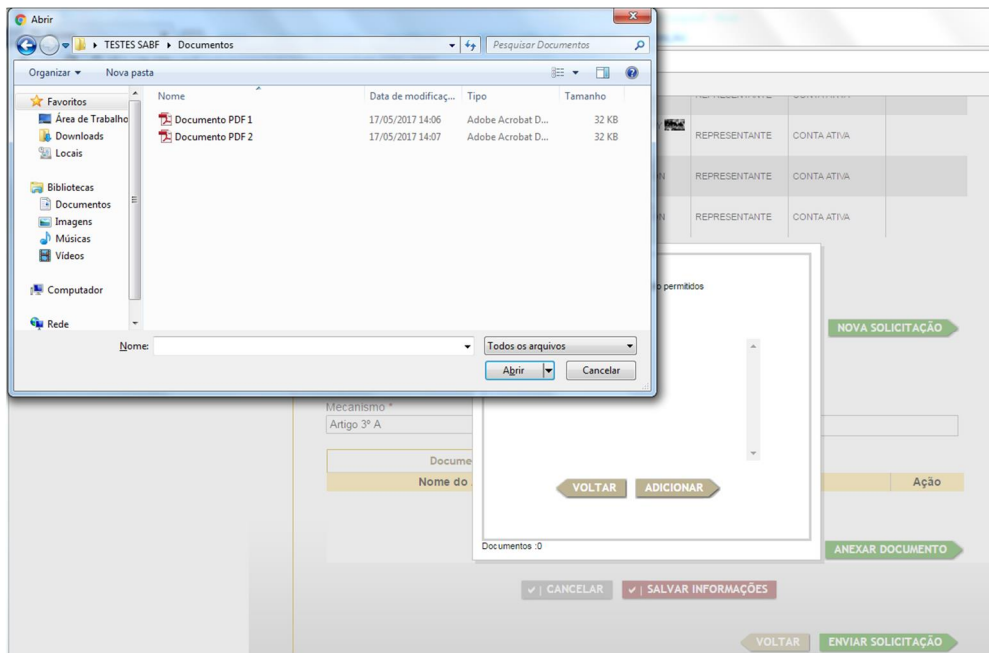 Abrir
TESTES SABF ▸ Documentos
Pesquisar Documentos
Organizar
Nova pasta
Favoritos
Área de Trabalho
Downloads
Locais
Bibliotecas
Documentos
Imagens
Músicas
Vídeos
Computador
Rede
Nome Data de modificaç... Tipo Tamanho
Documento PDF 1 17/05/2017 14:06 Adobe Acrobat D... 32 KB
Documento PDF 2 17/05/2017 14:07 Adobe Acrobat D... 32 KB
Nome:
Todos os arquivos
Abrir
Cancelar
REPRESENTANTE CONTA ATIVA
REPRESENTANTE CONTA ATIVA
REPRESENTANTE CONTA ATIVA
permitidos
NOVA SOLICITAÇÃO
Mecanismo *
Artigo 3º A
Docume
Nome do
Ação
VOLTAR
ADICIONAR
Documentos :0
ANEXAR DOCUMENTO
CANCELAR
SALVAR INFORMAÇÕES
VOLTAR
ENVIAR SOLICITAÇÃO